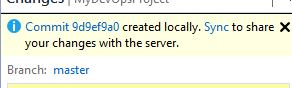 Changes | MyDevOpsProject
Commit 9d9ef9a0 created locally. Sync to share
your changes with the server.
Branch: master